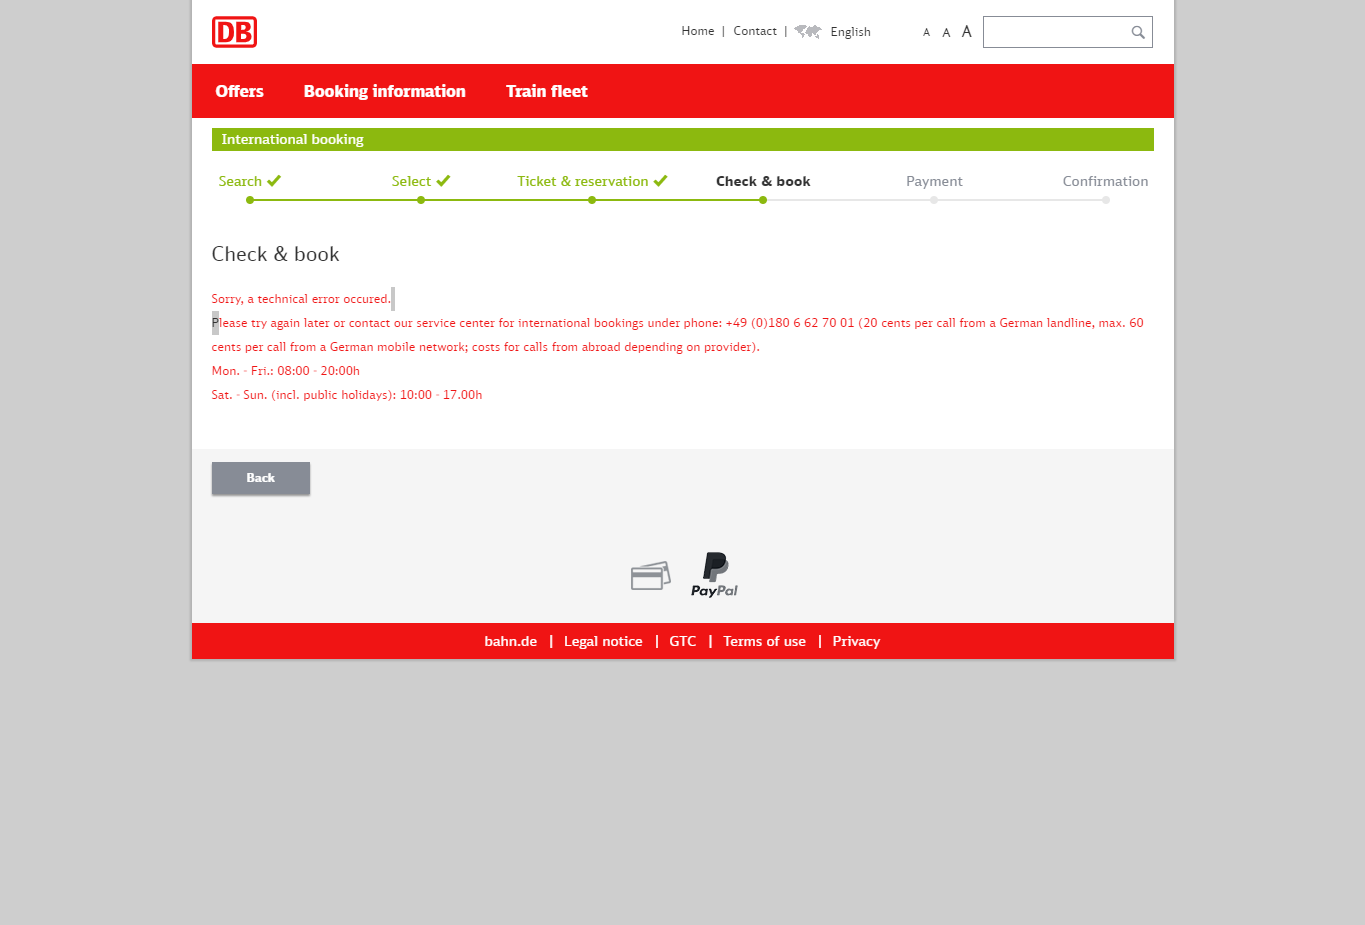 DB
Home | Contact | English A A A
Offers Booking information Train fleet
International booking
Search Select Ticket & reservation Check & book Payment Confirmation
Check & book
Sorry, a technical error occured.
Please try again later or contact our service center for international bookings under phone: +49 (0)180 6 62 70 01 (20 cents per call from a German landline, max. 60
cents per call from a German mobile network; costs for calls from abroad depending on provider).
Mon. - Fri.: 08:00 - 20:00h
Sat. - Sun. (incl. public holidays): 10:00 - 17.00h
Back
PayPal
bahn.de | Legal notice | GTC | Terms of use | Privacy